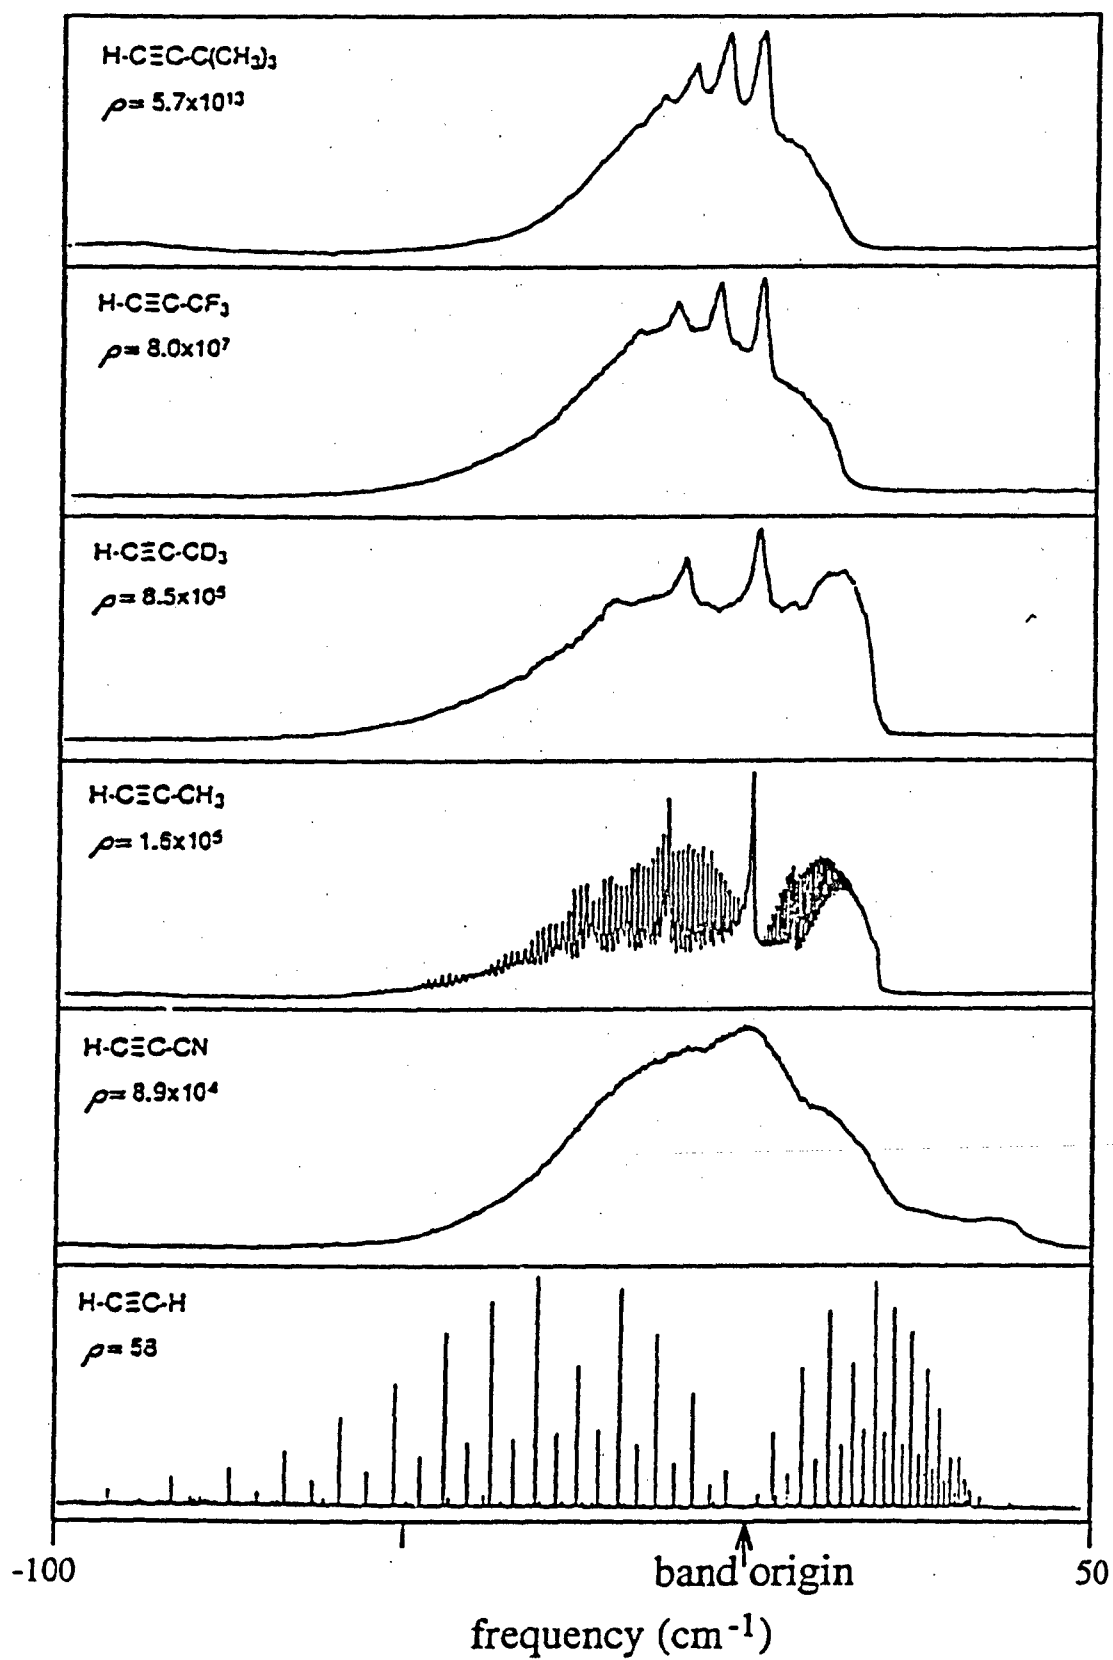 H-C≡C-C(CH₃)₃
ρ= 5.7x10¹³
H-C≡C-CF₃
ρ= 8.0x10⁷
H-C≡C-CD₃
ρ= 8.5x10⁵
H-C≡C-CH₃
ρ= 1.6x10⁵
H-C≡C-CN
ρ= 8.9x10⁴
H-C≡C-H
ρ= 58
-100 band origin 50
frequency (cm⁻¹)